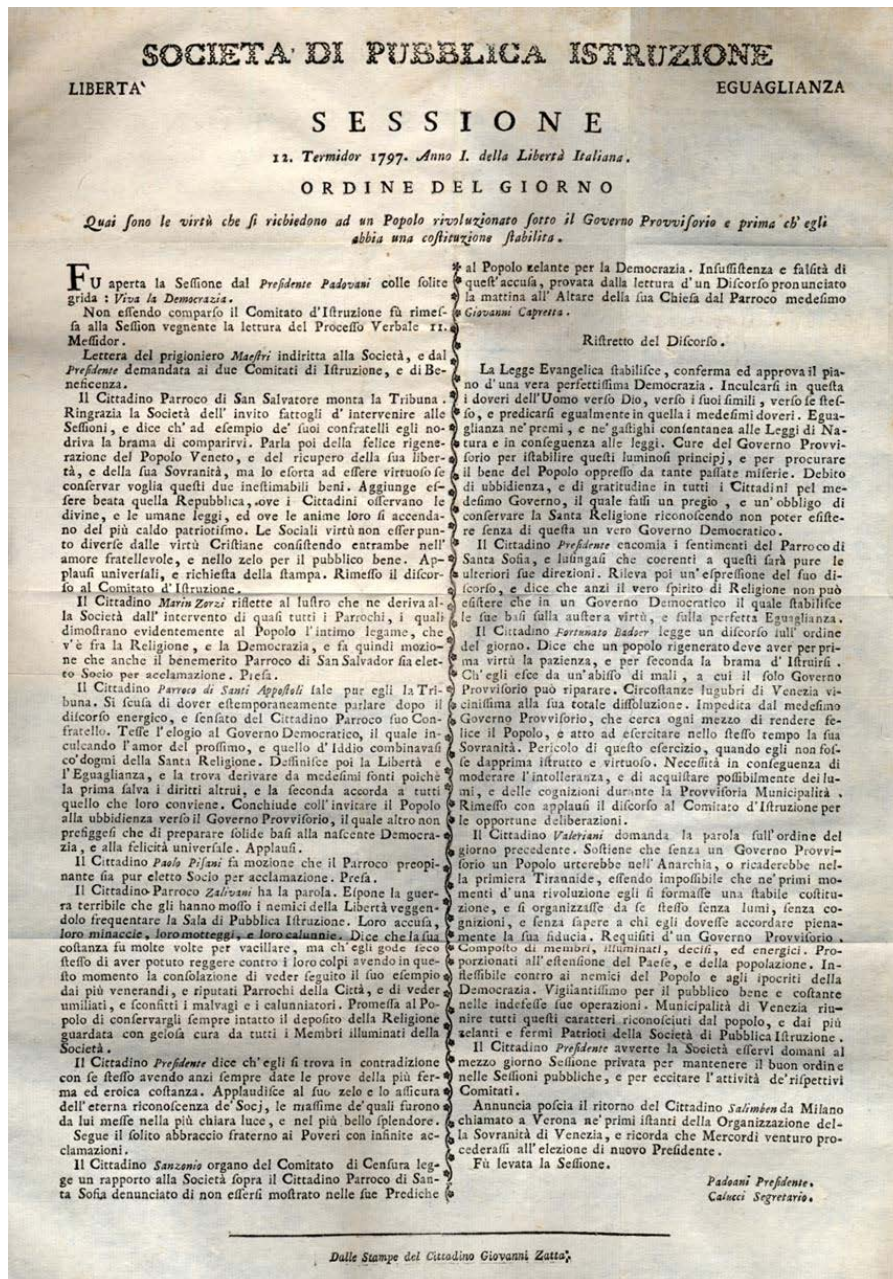 SOCIETA' DI PUBBLICA ISTRUZIONE
LIBERTA' EGUAGLIANZA
SESSIONE
12. Termidor 1797. Anno I. della Libertà Italiana.
ORDINE DEL GIORNO
Quai sono le virtù che si richiedono ad un Popolo rivoluzionato sotto il Governo Provvisorio e prima ch'egli
abbia una costituzione stabilita.
FU aperta la Sessione dal Presidente Padovani colle solite
grida: Viva la Democrazia.
Non essendo comparso il Comitato d'Istruzione fù rimes-
sa alla Session vegnente la lettura del Processo Verbale 11.
Messidor.
Lettera del prigioniero Maestri indiritta alla Società, e dal
Presidente demandata ai due Comitati di Istruzione, e di Be-
neficenza.
Il Cittadino Parroco di San Salvatore monta la Tribuna.
Ringrazia la Società dell' invito fattogli d'intervenire alle
Sessioni, e dice ch' ad esempio de' suoi confratelli egli no-
driva la brama di comparirvi. Parla poi della felice rigene-
razione del Popolo Veneto, e del ricupero della sua liber-
tà, e della sua Sovranità, ma lo esorta ad essere virtuoso se
conservar voglia questi due inestimabili beni. Aggiunge es-
sere beata quella Repubblica, ove i Cittadini osservano le
divine, e le umane leggi, ed ove le anime loro si accenda-
no del più caldo patriotismo. Le Sociali virtù non esser pun-
to diverse dalle virtù Cristiane consistendo entrambe nell'
amore fratellevole, e nello zelo per il pubblico bene. Ap-
plausi universali, e richiesta della stampa. Rimesso il discor-
so al Comitato d'Istruzione.
Il Cittadino Marin Zorzi riflette al lustro che ne deriva al-
la Società dall' intervento di quasi tutti i Parrochi, i quali
dimostrano evidentemente al Popolo l'intimo legame, che
v'è fra la Religione, e la Democrazia, e fa quindi mozio-
ne che anche il benemerito Parroco di San Salvador sia elet-
to Socio per acclamazione. Presa.
Il Cittadino Parroco di Santi Appostoli sale pur egli la Tri-
buna. Si scusa di dover estemporaneamente parlare dopo il
discorso energico, e sensato del Cittadino Parroco suo Con-
fratello. Tesse l'elogio al Governo Democratico, il quale in-
culcando l'amor del prossimo, e quello d'Iddio combinavasi
co'dogmi della Santa Religione. Deffinisce poi la Libertà e
l'Eguaglianza, e la trova derivare da medesimi fonti poichè
la prima salva i diritti altrui, e la seconda accorda a tutti
quello che loro conviene. Conchiude coll'invitare il Popolo
alla ubbidienza verso il Governo Provvisorio, il quale altro non
prefiggesi che di preparare solide basi alla nascente Democra-
zia, e alla felicità universale. Applausi.
Il Cittadino Paolo Pisani fa mozione che il Parroco preopi-
nante sia pur eletto Socio per acclamazione. Presa.
Il Cittadino Parroco Zalivani ha la parola. Espone la guer-
ra terribile che gli hanno mosso i nemici della Libertà veggen-
dolo frequentare la Sala di Pubblica Istruzione. Loro accusa,
loro minaccie, loro motteggi, e loro calunnie. Dice che la sua
costanza fu molte volte per vacillare, ma ch'egli gode seco
stesso di aver potuto reggere contro i loro colpi avendo in que-
sto momento la consolazione di veder seguito il suo esempio
dai più venerandi, e riputati Parrochi della Città, e di veder
umiliati, e sconfitti i malvagi e i calunniatori. Promessa al Po-
polo di conservargli sempre intatto il deposito della Religione
guardata con gelosa cura da tutti i Membri illuminati della
Società.
Il Cittadino Presidente dice ch'egli si trova in contradizione
con se stesso avendo anzi sempre date le prove della più fer-
ma ed eroica costanza. Applaudisce al suo zelo e lo assicura
dell'eterna riconoscenza de'Socj, le massime de'quali furono
da lui messe nella più chiara luce, e nel più bello splendore.
Segue il solito abbraccio fraterno ai Poveri con infinite ac-
clamazioni.
Il Cittadino Sanzonio organo del Comitato di Censura leg-
ge un rapporto alla Società sopra il Cittadino Parroco di San-
ta Sofia denunciato di non essersi mostrato nelle sue Prediche
al Popolo zelante per la Democrazia. Insussistenza e falsità di
quest'accusa, provata dalla lettura d'un Discorso pronunciato
la mattina all' Altare della sua Chiesa dal Parroco medesimo
Giovanni Capretta.
Ristretto del Discorso.
La Legge Evangelica stabilisce, conferma ed approva il pia-
no d'una vera perfettissima Democrazia. Inculcarsi in questa
i doveri dell'Uomo verso Dio, verso i suoi simili, verso se stes-
so, e predicarsi egualmente in quella i medesimi doveri. Egua-
glianza ne' premi, e ne'gastighi consentanea alle Leggi di Na-
tura e in conseguenza alle leggi. Cure del Governo Provvi-
sorio per istabilire questi luminosi principj, e per procurare
il bene del Popolo oppresso da tante passate miserie. Debito
di ubbidienza, e di gratitudine in tutti i Cittadini pel me-
desimo Governo, il quale fassi un pregio, e un'obbligo di
conservare la Santa Religione riconoscendo non poter esiste-
re senza di questa un vero Governo Democratico.
Il Cittadino Presidente encomia i sentimenti del Parroco di
Santa Sofia, e lusingasi che coerenti a questi sarà pure le
ulteriori sue direzioni. Rileva poi un'espressione del suo di-
scorso, e dice che anzi il vero spirito di Religione non può
esistere che in un Governo Democratico il quale stabilisce
le sue basi sulla austera virtù, e sulla perfetta Eguaglianza.
Il Cittadino Fortunato Badoer legge un discorso sull' ordine
del giorno. Dice che un popolo rigenerato deve aver per pri-
ma virtù la pazienza, e per seconda la brama d'Istruirsi.
Ch'egli esce da un'abisso di mali, a cui il solo Governo
Provvisorio può riparare. Circostanze lugubri di Venezia vi-
cinissima alla sua totale dissoluzione. Impedita dal medesimo
Governo Provvisorio, che cerca ogni mezzo di rendere fe-
lice il Popolo, e atto ad esercitare nello stesso tempo la sua
Sovranità. Pericolo di questo esercizio, quando egli non fos-
se dapprima istrutto e virtuoso. Necessità in conseguenza di
moderare l'intolleranza, e di acquistare possibilmente dei lu-
mi, e delle cognizioni durante la Provvisoria Municipalità.
Rimesso con applausi il discorso al Comitato d'Istruzione per
le opportune deliberazioni.
Il Cittadino Valeriani domanda la parola sull'ordine del
giorno precedente. Sostiene che senza un Governo Provvi-
sorio un Popolo urterebbe nell'Anarchia, o ricaderebbe nel-
la primiera Tirannide, essendo impossibile che ne'primi mo-
menti d'una rivoluzione egli si formasse una stabile costitu-
zione, e si organizzasse da se stesso senza lumi, senza co-
gnizioni, e senza sapere a chi egli dovesse accordare piena-
mente la sua fiducia. Requisiti d'un Governo Provvisorio.
Composto di membri, illuminati, decisi, ed energici. Pro-
porzionati all'estensione del Paese, e della popolazione. In-
flessibile contro ai nemici del Popolo e agli ipocriti della
Democrazia. Vigilantissimo per il pubblico bene e costante
nelle indefesse sue operazioni. Municipalità di Venezia riu-
nire tutti questi caratteri riconosciuti dal popolo, e dai più
zelanti e fermi Patrioti della Società di Pubblica Istruzione.
Il Cittadino Presidente avverte la Società esservi domani al
mezzo giorno Sessione privata per mantenere il buon ordine
nelle Sessioni pubbliche, e per eccitare l'attività de'rispettivi
Comitati.
Annuncia poscia il ritorno del Cittadino Salimben da Milano
chiamato a Verona ne'primi istanti della Organizzazione del-
la Sovranità di Venezia, e ricorda che Mercordì venturo pro-
cederassi all'elezione di nuovo Presidente.
Fù levata la Sessione.
Padoani Presidente.
Calucci Segretario.
Dalle Stampe del Cittadino Giovanni Zatta.